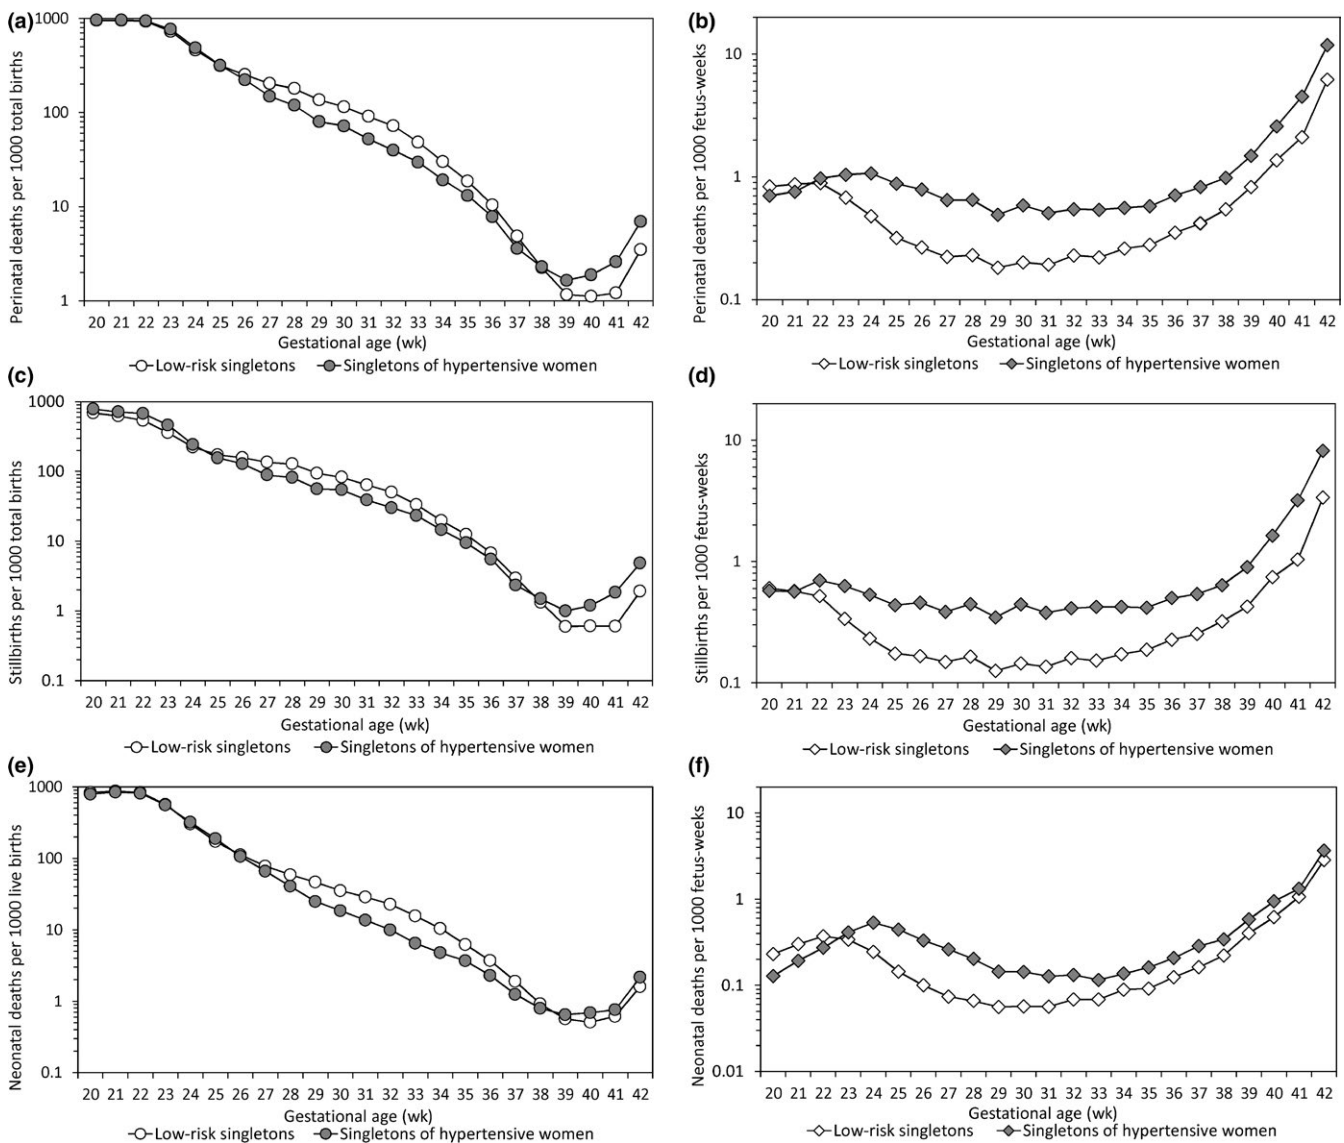 (a)
1000
100
10
1
Perinatal deaths per 1000 total births
20 21 22 23 24 25 26 27 28 29 30 31 32 33 34 35 36 37 38 39 40 41 42
Gestational age (wk)
Low-risk singletons Singletons of hypertensive women
(b)
10
1
0.1
Perinatal deaths per 1000 fetus-weeks
20 21 22 23 24 25 26 27 28 29 30 31 32 33 34 35 36 37 38 39 40 41 42
Gestational age (wk)
Low-risk singletons Singletons of hypertensive women
(c)
1000
100
10
1
0.1
Stillbirths per 1000 total births
20 21 22 23 24 25 26 27 28 29 30 31 32 33 34 35 36 37 38 39 40 41 42
Gestational age (wk)
Low-risk singletons Singletons of hypertensive women
(d)
10
1
0.1
Stillbirths per 1000 fetus-weeks
20 21 22 23 24 25 26 27 28 29 30 31 32 33 34 35 36 37 38 39 40 41 42
Gestational age (wk)
Low-risk singletons Singletons of hypertensive women
(e)
1000
100
10
1
0.1
Neonatal deaths per 1000 live births
20 21 22 23 24 25 26 27 28 29 30 31 32 33 34 35 36 37 38 39 40 41 42
Gestational age (wk)
Low-risk singletons Singletons of hypertensive women
(f)
10
1
0.1
0.01
Neonatal deaths per 1000 fetus-weeks
20 21 22 23 24 25 26 27 28 29 30 31 32 33 34 35 36 37 38 39 40 41 42
Gestational age (wk)
Low-risk singletons Singletons of hypertensive women